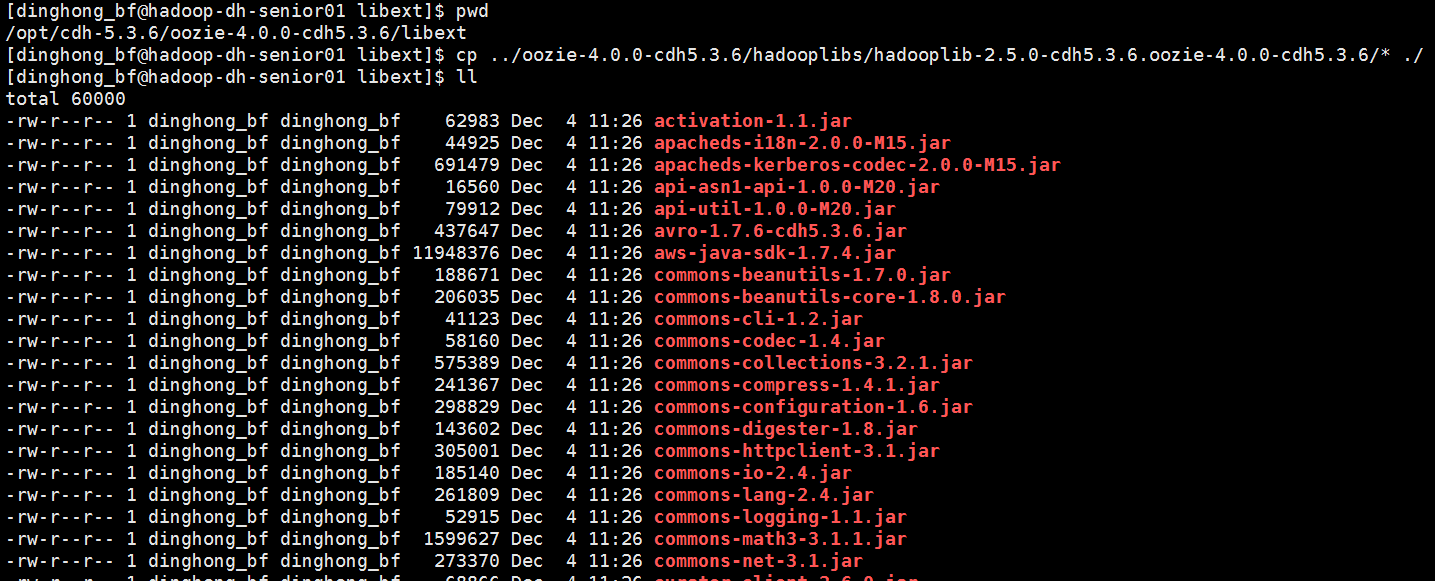 [dinghong_bf@hadoop-dh-senior01 libext]$ pwd
/opt/cdh-5.3.6/oozie-4.0.0-cdh5.3.6/libext
[dinghong_bf@hadoop-dh-senior01 libext]$ cp ../oozie-4.0.0-cdh5.3.6/hadooplibs/hadooplib-2.5.0-cdh5.3.6.oozie-4.0.0-cdh5.3.6/* ./
[dinghong_bf@hadoop-dh-senior01 libext]$ ll
total 60000
-rw-r--r-- 1 dinghong_bf dinghong_bf    62983 Dec  4 11:26 activation-1.1.jar
-rw-r--r-- 1 dinghong_bf dinghong_bf    44925 Dec  4 11:26 apacheds-i18n-2.0.0-M15.jar
-rw-r--r-- 1 dinghong_bf dinghong_bf   691479 Dec  4 11:26 apacheds-kerberos-codec-2.0.0-M15.jar
-rw-r--r-- 1 dinghong_bf dinghong_bf    16560 Dec  4 11:26 api-asn1-api-1.0.0-M20.jar
-rw-r--r-- 1 dinghong_bf dinghong_bf    79912 Dec  4 11:26 api-util-1.0.0-M20.jar
-rw-r--r-- 1 dinghong_bf dinghong_bf   437647 Dec  4 11:26 avro-1.7.6-cdh5.3.6.jar
-rw-r--r-- 1 dinghong_bf dinghong_bf 11948376 Dec  4 11:26 aws-java-sdk-1.7.4.jar
-rw-r--r-- 1 dinghong_bf dinghong_bf   188671 Dec  4 11:26 commons-beanutils-1.7.0.jar
-rw-r--r-- 1 dinghong_bf dinghong_bf   206035 Dec  4 11:26 commons-beanutils-core-1.8.0.jar
-rw-r--r-- 1 dinghong_bf dinghong_bf    41123 Dec  4 11:26 commons-cli-1.2.jar
-rw-r--r-- 1 dinghong_bf dinghong_bf    58160 Dec  4 11:26 commons-codec-1.4.jar
-rw-r--r-- 1 dinghong_bf dinghong_bf   575389 Dec  4 11:26 commons-collections-3.2.1.jar
-rw-r--r-- 1 dinghong_bf dinghong_bf   241367 Dec  4 11:26 commons-compress-1.4.1.jar
-rw-r--r-- 1 dinghong_bf dinghong_bf   298829 Dec  4 11:26 commons-configuration-1.6.jar
-rw-r--r-- 1 dinghong_bf dinghong_bf   143602 Dec  4 11:26 commons-digester-1.8.jar
-rw-r--r-- 1 dinghong_bf dinghong_bf   305001 Dec  4 11:26 commons-httpclient-3.1.jar
-rw-r--r-- 1 dinghong_bf dinghong_bf   185140 Dec  4 11:26 commons-io-2.4.jar
-rw-r--r-- 1 dinghong_bf dinghong_bf   261809 Dec  4 11:26 commons-lang-2.4.jar
-rw-r--r-- 1 dinghong_bf dinghong_bf    52915 Dec  4 11:26 commons-logging-1.1.jar
-rw-r--r-- 1 dinghong_bf dinghong_bf  1599627 Dec  4 11:26 commons-math3-3.1.1.jar
-rw-r--r-- 1 dinghong_bf dinghong_bf   273370 Dec  4 11:26 commons-net-3.1.jar